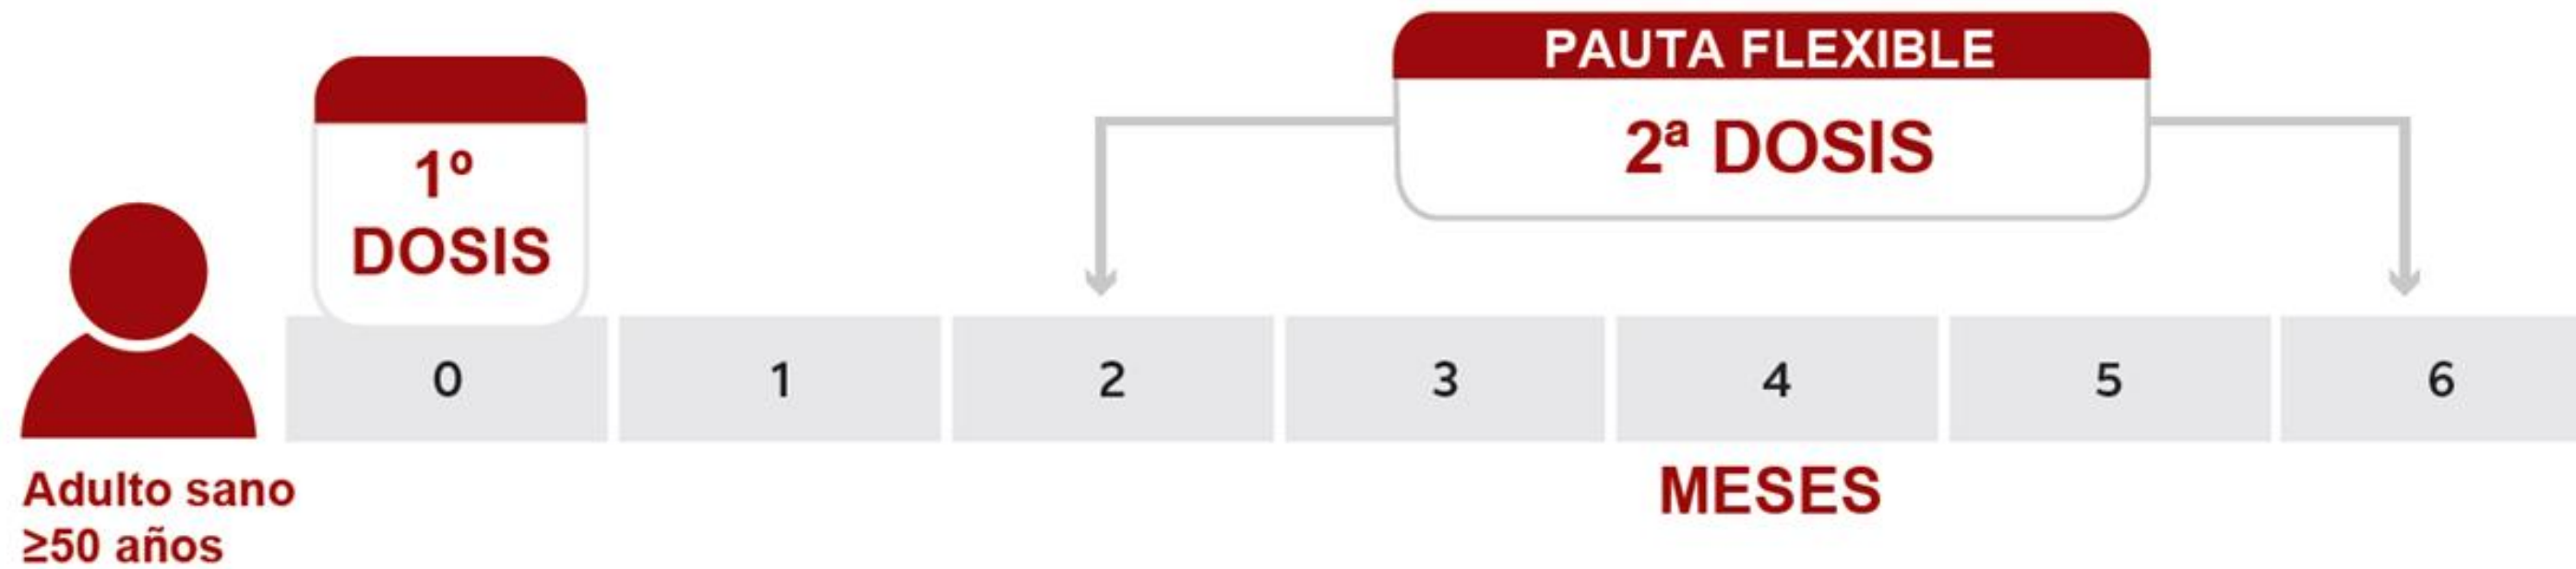 PAUTA FLEXIBLE
1º
DOSIS
2ª DOSIS
0 1 2 3 4 5 6
MESES
Adulto sano
≥50 años